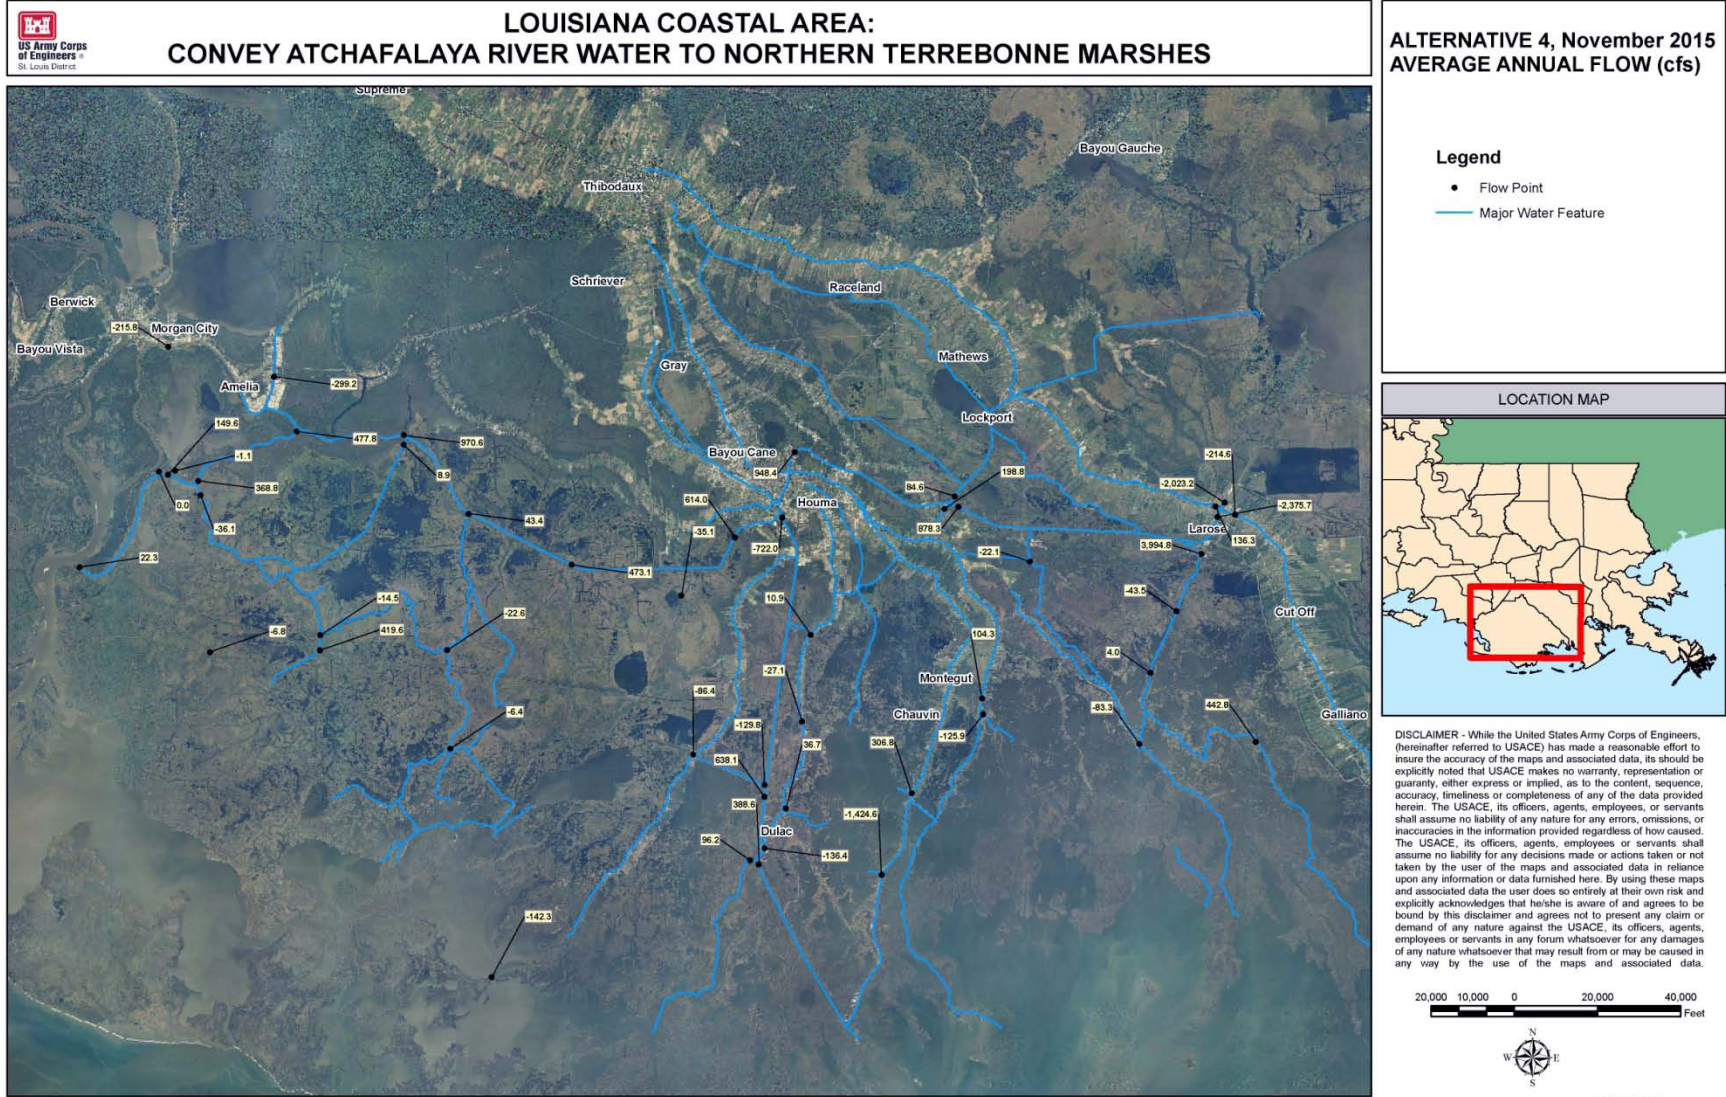 US Army Corps
of Engineers ®
St. Louis District
LOUISIANA COASTAL AREA:
CONVEY ATCHAFALAYA RIVER WATER TO NORTHERN TERREBONNE MARSHES
ALTERNATIVE 4, November 2015
AVERAGE ANNUAL FLOW (cfs)
Legend
Flow Point
Major Water Feature
LOCATION MAP
Supreme
Bayou Gauche
Thibodaux
Schriever
Raceland
Berwick
-215.8
Morgan City
Bayou Vista
Mathews
Gray
Amelia
-299.2
Lockport
149.6
477.8
970.6
-1.1
Bayou Cane
-214.6
948.4
198.8
8.9
368.8
84.6
-2,023.2
0.0
614.0
Houma
-2,375.7
-36.1
43.4
878.3
Larose
-35.1
136.3
-722.0
3,994.8
22.3
-22.1
473.1
-43.5
-14.5
10.9
-22.6
Cut Off
-6.8
419.6
104.3
4.0
-27.1
Montegut
-86.4
442.8
-6.4
-83.3
Chauvin
Galliano
-129.8
-125.9
36.7
306.8
638.1
388.6
-1,424.6
Dulac
96.2
-136.4
-142.3
DISCLAIMER - While the United States Army Corps of Engineers,
(hereinafter referred to USACE) has made a reasonable effort to
insure the accuracy of the maps and associated data, its should be
explicitly noted that USACE makes no warranty, representation or
guaranty, either express or implied, as to the content, sequence,
accuracy, timeliness or completeness of any of the data provided
herein. The USACE, its officers, agents, employees, or servants
shall assume no liability of any nature for any errors, omissions, or
inaccuracies in the information provided regardless of how caused.
The USACE, its officers, agents, employees or servants shall
assume no liability for any decisions made or actions taken or not
taken by the user of the maps and associated data in reliance
upon any information or data furnished here. By using these maps
and associated data the user does so entirely at their own risk and
explicitly acknowledges that he/she is aware of and agrees to be
bound by this disclaimer and agrees not to present any claim or
demand of any nature against the USACE, its officers, agents,
employees or servants in any forum whatsoever for any damages
of any nature whatsoever that may result from or may be caused in
any way by the use of the maps and associated data.
20,000 10,000 0 20,000 40,000
Feet
N
W E
S